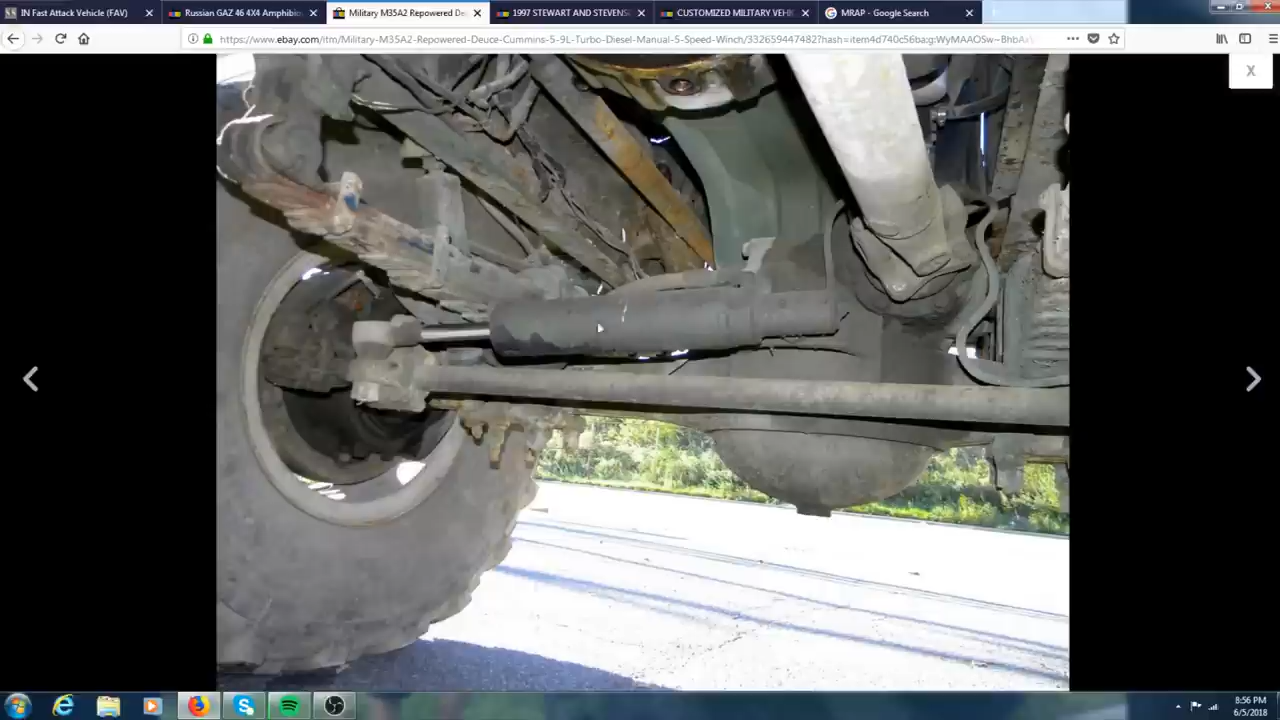 IN Fast Attack Vehicle (FAV)
Russian GAZ 46 4X4 Amphibi
Military M35A2 Repowered De
1997 STEWART AND STEVENS
CUSTOMIZED MILITARY VEHI
MRAP - Google Search
https://www.ebay.com/itm/Military-M35A2-Repowered-Deuce-Cummins-5-9L-Turbo-Diesel-Manual-5-Speed-Winch/332659447482?hash=item4d740c56ba:g:WyMAAOSw~BhbA
X
8:56 PM
6/5/2018